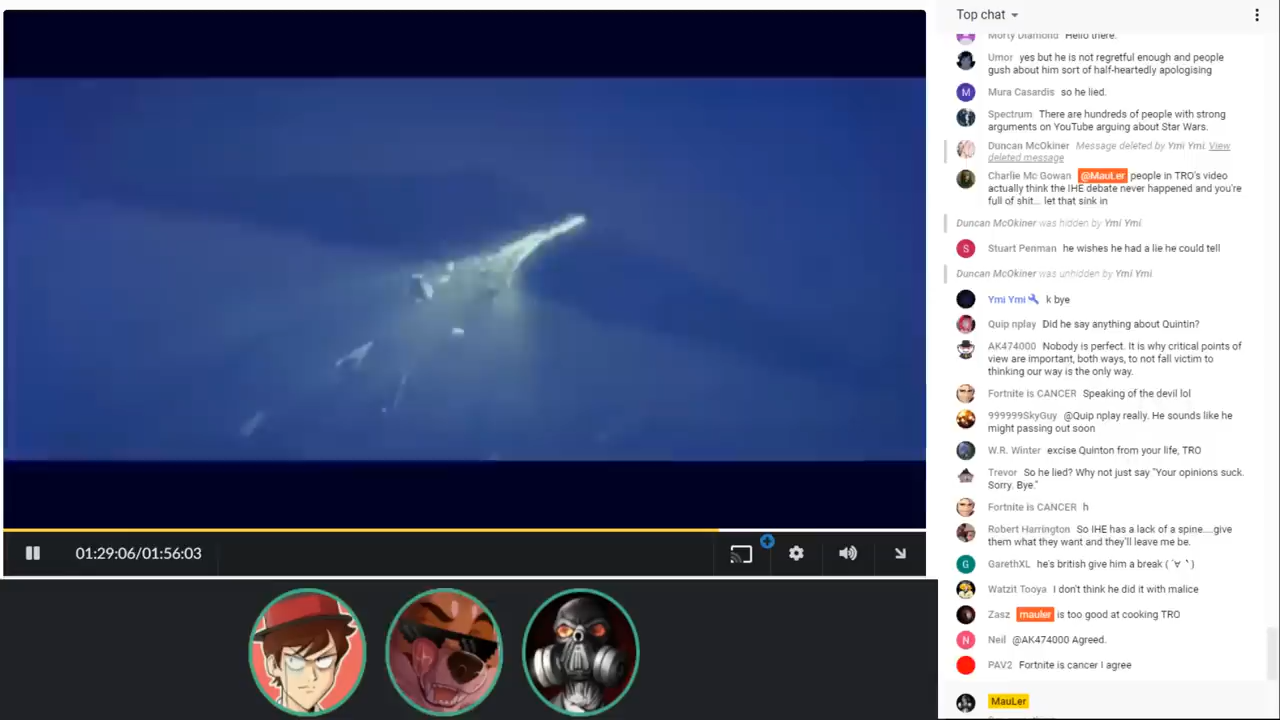 Top chat
Morty Diamond Hello there.
Umor yes but he is not regretful enough and people
gush about him sort of half-heartedly apologising
M Mura Casardis so he lied.
Spectrum There are hundreds of people with strong
arguments on YouTube arguing about Star Wars.
Duncan McOkiner Message deleted by Ymi Ymi. View
deleted message
Charlie Mc Gowan @MauLer people in TRO's video
actually think the IHE debate never happened and you're
full of shit... let that sink in
Duncan McOkiner was hidden by Ymi Ymi.
S Stuart Penman he wishes he had a lie he could tell
Duncan McOkiner was unhidden by Ymi Ymi.
Ymi Ymi k bye
Quip nplay Did he say anything about Quintin?
AK474000 Nobody is perfect. It is why critical points of
view are important, both ways, to not fall victim to
thinking our way is the only way.
Fortnite is CANCER Speaking of the devil lol
999999SkyGuy @Quip nplay really. He sounds like he
might passing out soon
W.R. Winter excise Quinton from your life, TRO
Trevor So he lied? Why not just say "Your opinions suck.
Sorry. Bye."
Fortnite is CANCER h
Robert Harrington So IHE has a lack of a spine....give
them what they want and they'll leave me be.
G GarethXL he's british give him a break ( ´∀ ｀)
Watzit Tooya I don't think he did it with malice
Zasz mauler is too good at cooking TRO
N Neil @AK474000 Agreed.
PAV2 Fortnite is cancer I agree
MauLer
01:29:06/01:56:03